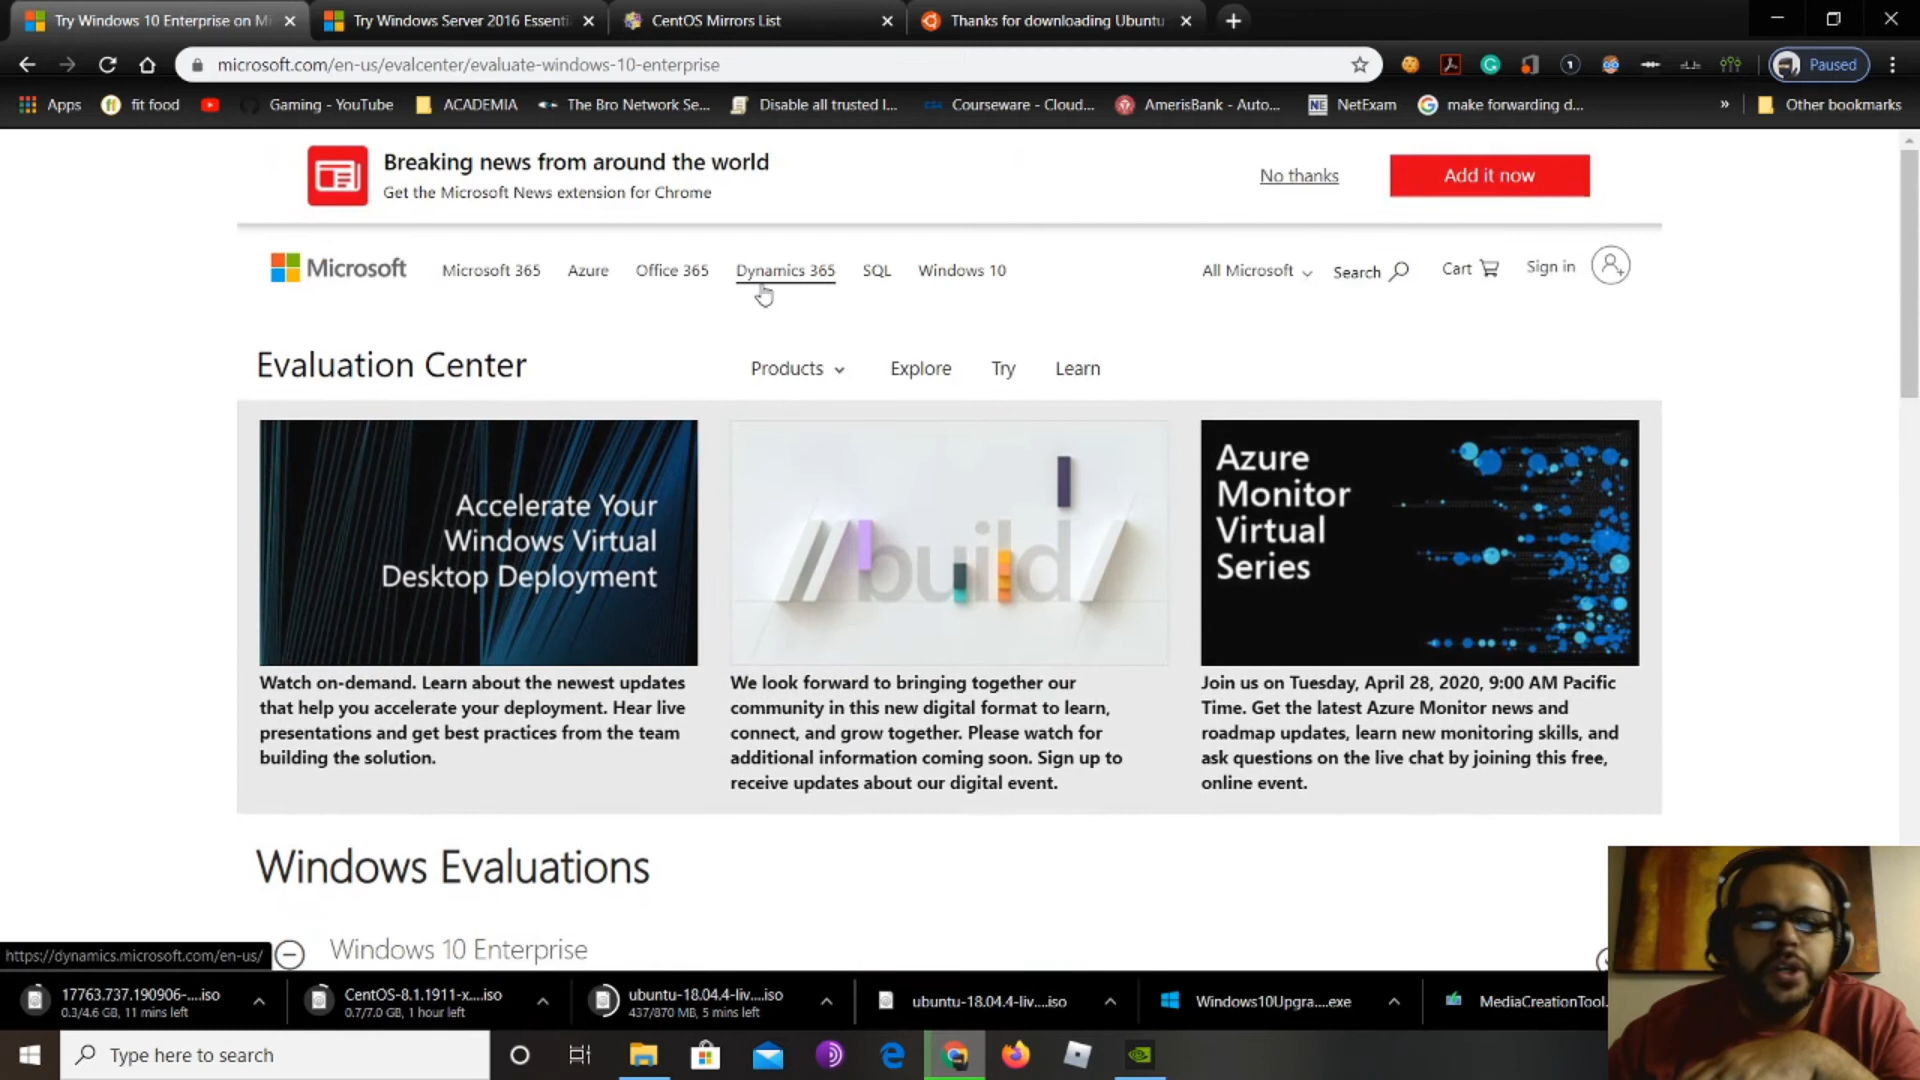 Try Windows 10 Enterprise on Mi
Try Windows Server 2016 Essenti
CentOS Mirrors List
Thanks for downloading Ubuntu
microsoft.com/en-us/evalcenter/evaluate-windows-10-enterprise
Paused
Apps
fit food
Gaming - YouTube
ACADEMIA
The Bro Network Se...
Disable all trusted I...
Courseware - Cloud...
AmerisBank - Auto...
NE NetExam
make forwarding d...
»
Other bookmarks
Breaking news from around the world
Get the Microsoft News extension for Chrome
No thanks
Add it now
Microsoft
Microsoft 365
Azure
Office 365
Dynamics 365
SQL
Windows 10
All Microsoft
Search
Cart
Sign in
Evaluation Center
Products
Explore
Try
Learn
Accelerate Your
Windows Virtual
Desktop Deployment
//build/
Azure
Monitor
Virtual
Series
Watch on-demand. Learn about the newest updates
that help you accelerate your deployment. Hear live
presentations and get best practices from the team
building the solution.
We look forward to bringing together our
community in this new digital format to learn,
connect, and grow together. Please watch for
additional information coming soon. Sign up to
receive updates about our digital event.
Join us on Tuesday, April 28, 2020, 9:00 AM Pacific
Time. Get the latest Azure Monitor news and
roadmap updates, learn new monitoring skills, and
ask questions on the live chat by joining this free,
online event.
Windows Evaluations
Windows 10 Enterprise
https://dynamics.microsoft.com/en-us/
17763.737.190906-....iso
0.3/4.6 GB, 11 mins left
CentOS-8.1.1911-x....iso
0.7/7.0 GB, 1 hour left
ubuntu-18.04.4-liv....iso
437/870 MB, 5 mins left
ubuntu-18.04.4-liv....iso
Windows10Upgra....exe
MediaCreationTool.
Type here to search